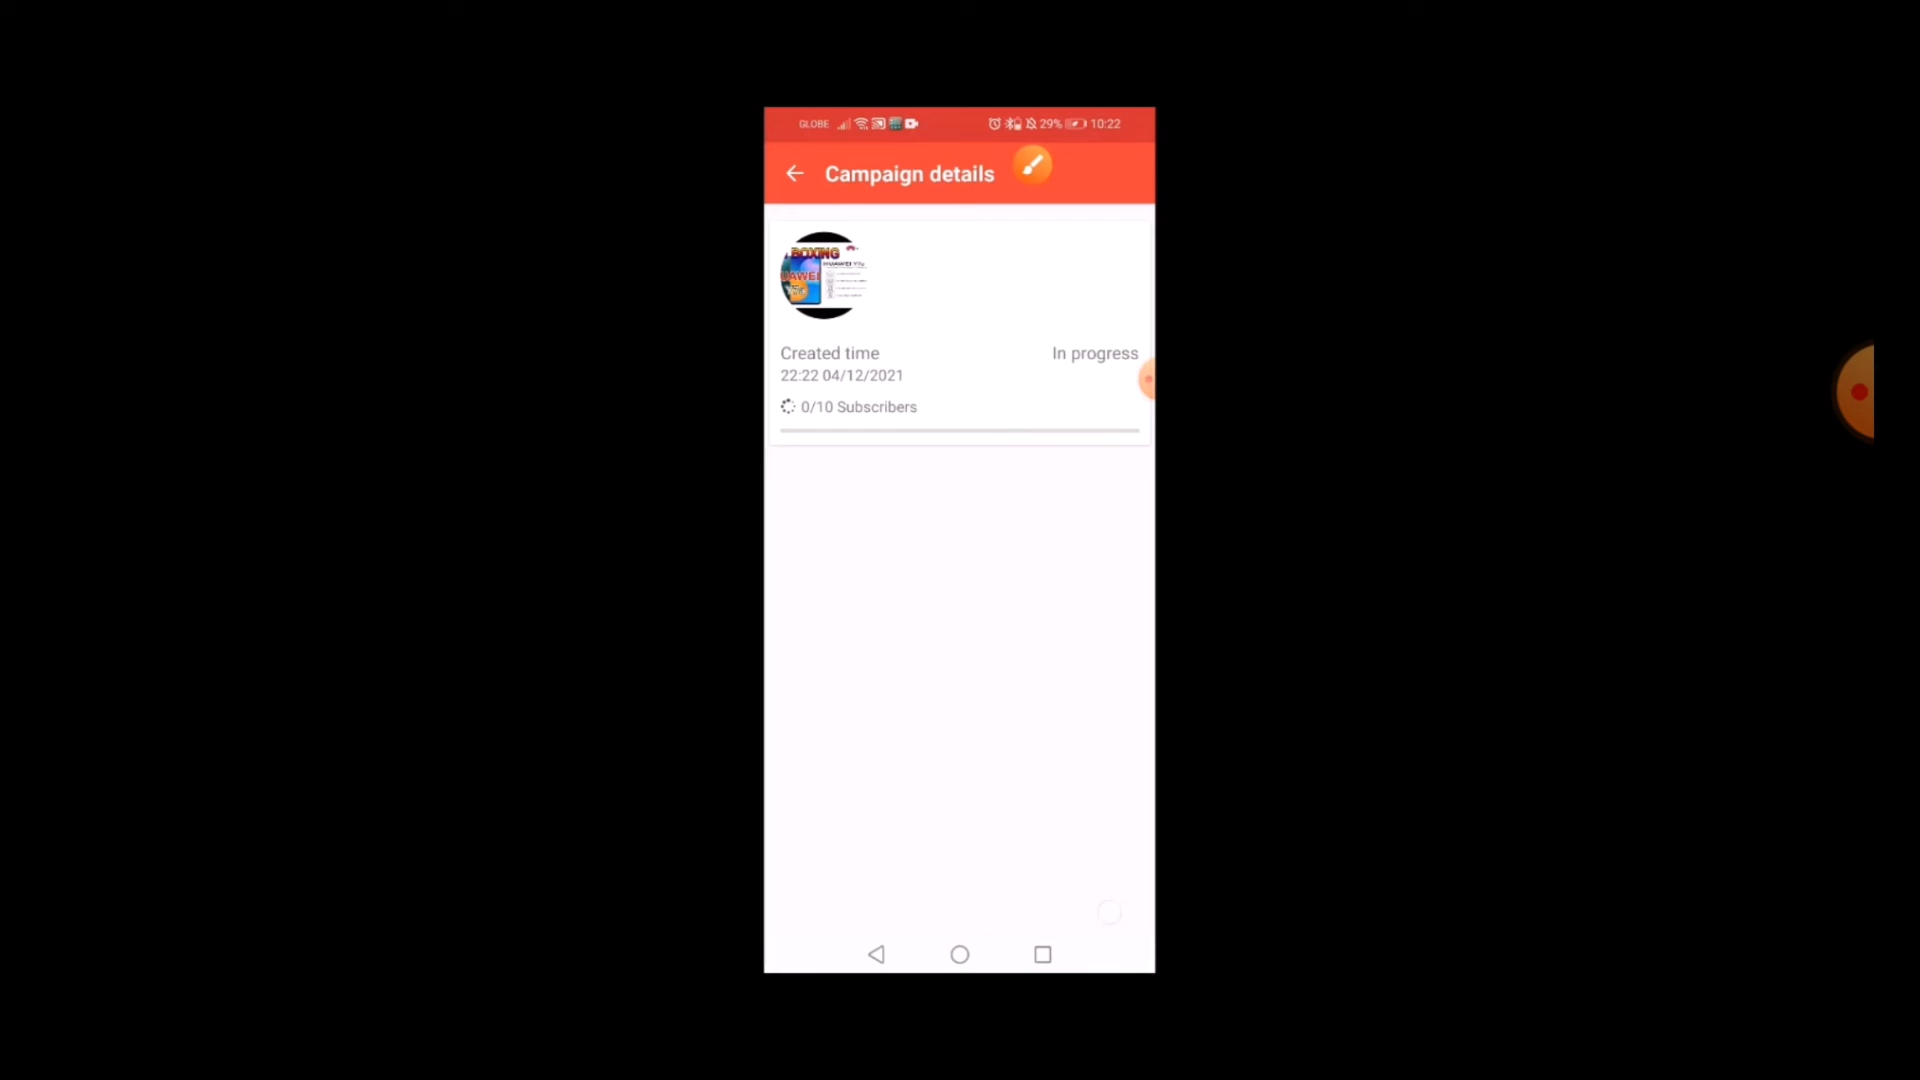 GLOBE 29% 10:22
Campaign details
BOXING
Created time In progress
22:22 04/12/2021
0/10 Subscribers